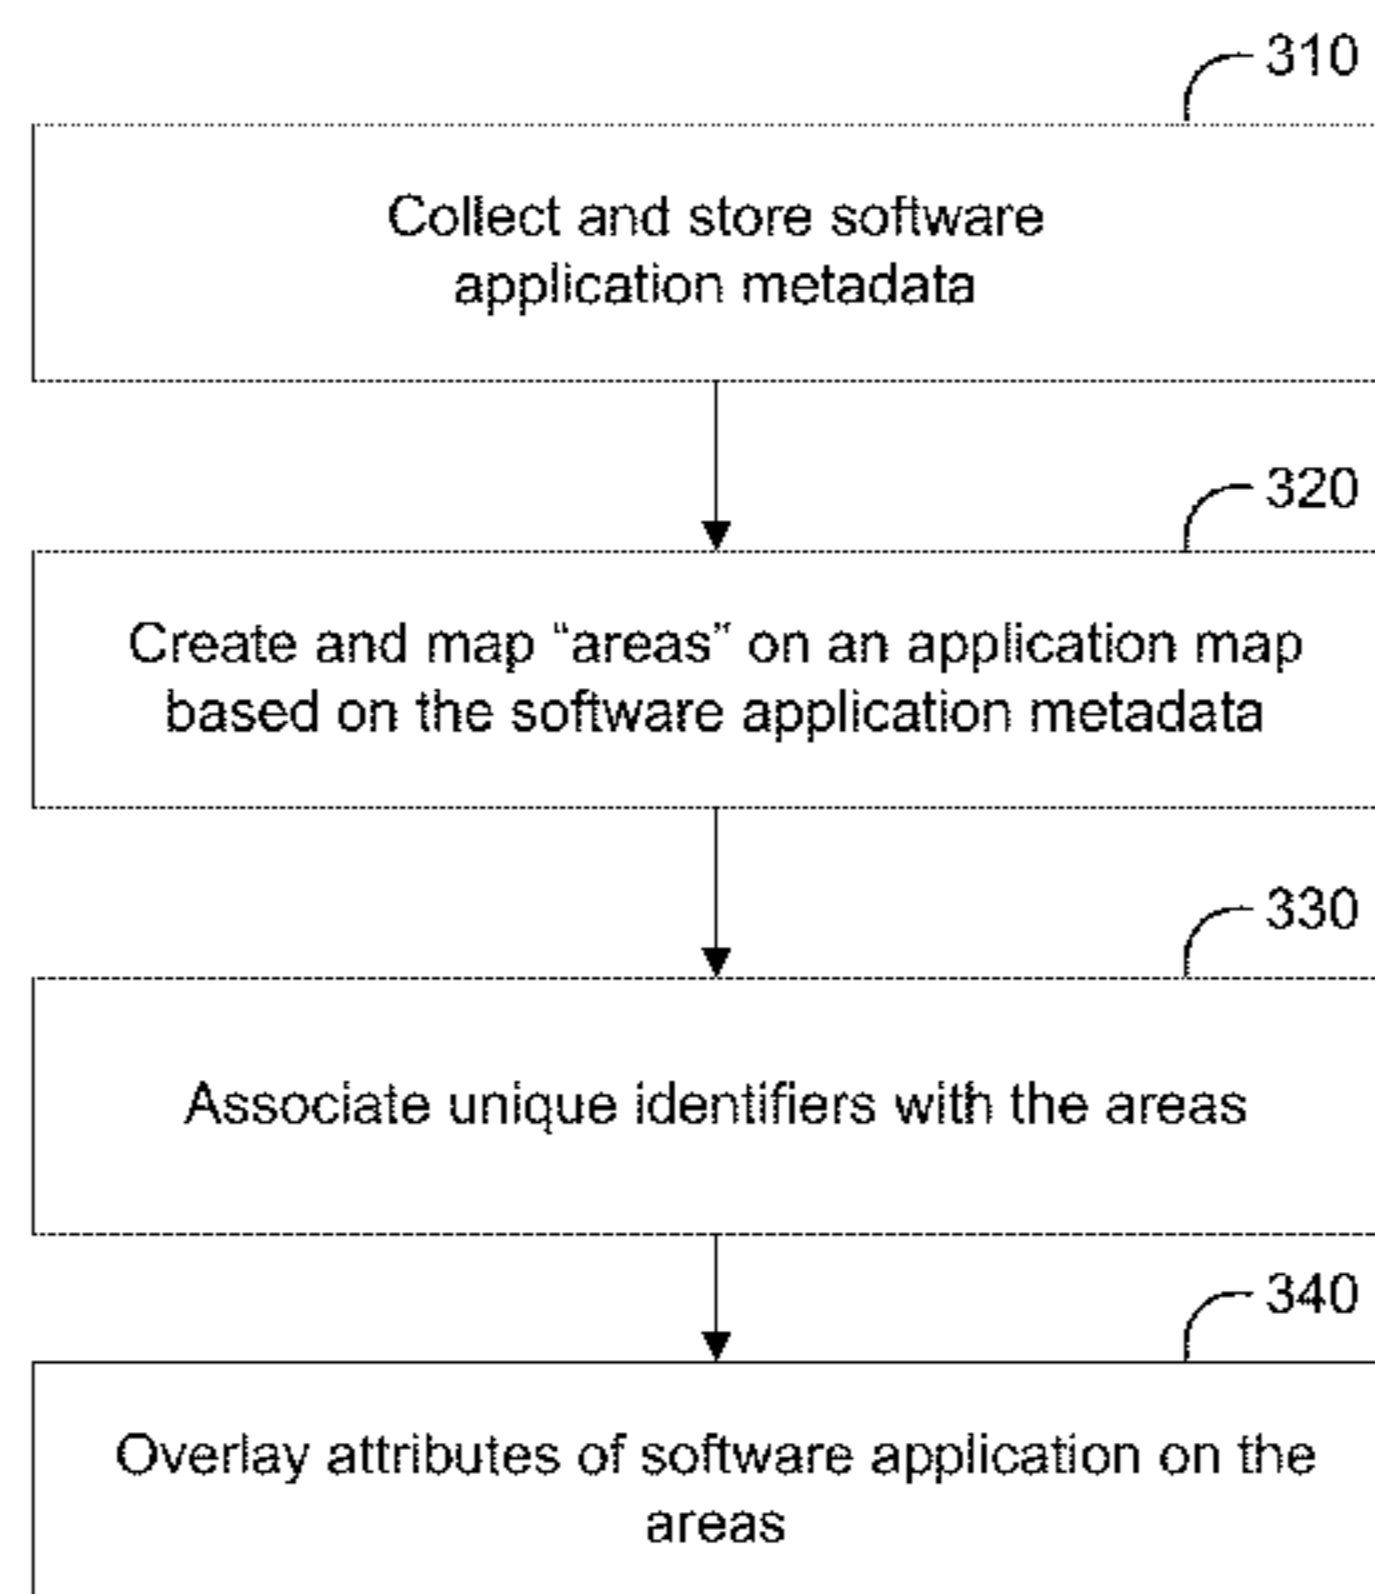 310
Collect and store software
application metadata
320
Create and map “areas” on an application map
based on the software application metadata
330
Associate unique identifiers with the areas
340
Overlay attributes of software application on the
areas